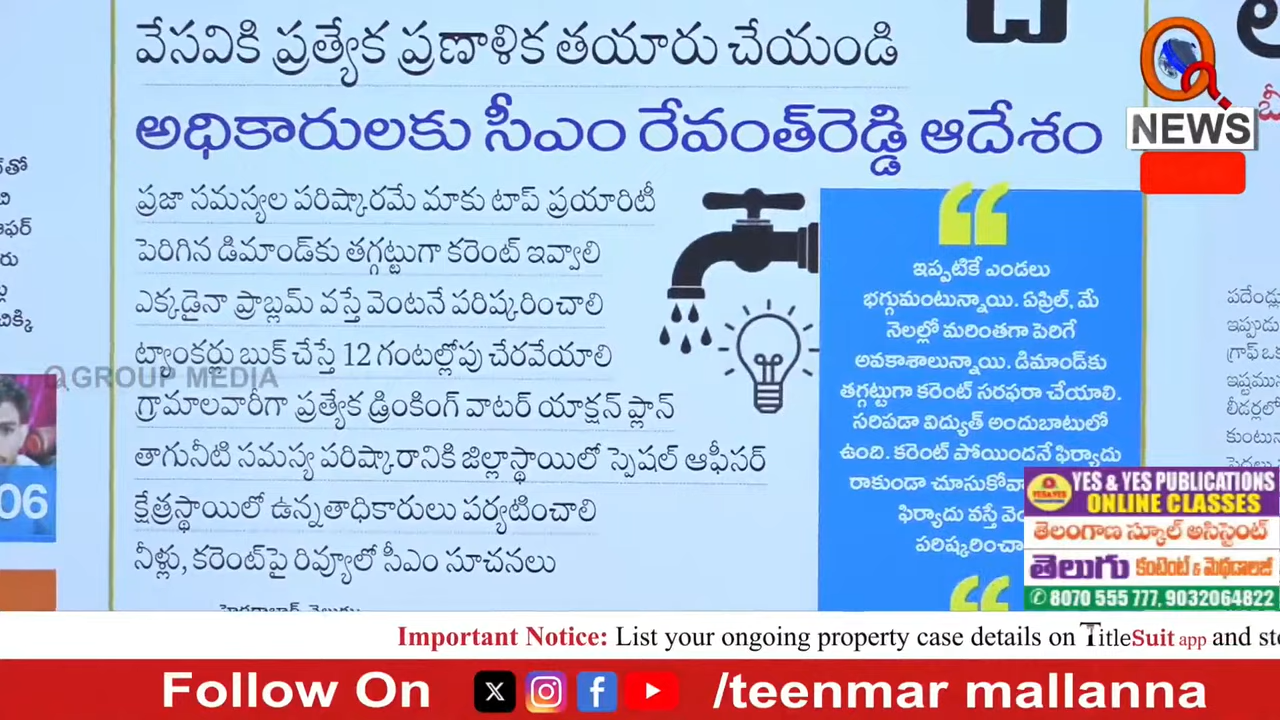 వేసవికి ప్రత్యేక ప్రణాళిక తయారు చేయండి
అధికారులకు సీఎం రేవంత్‌రెడ్డి ఆదేశం
ప్రజా సమస్యల పరిష్కారమే మాకు టాప్ ప్రయారిటీ
పెరిగిన డిమాండ్‌కు తగ్గట్టుగా కరెంట్ ఇవ్వాలి
ఎక్కడైనా ప్రాబ్లమ్ వస్తే వెంటనే పరిష్కరించాలి
ట్యాంకర్లు బుక్ చేస్తే 12 గంటల్లోపు చేరవేయాలి
గ్రామాలవారీగా ప్రత్యేక డ్రింకింగ్ వాటర్ యాక్షన్ ప్లాన్
తాగునీటి సమస్య పరిష్కారానికి జిల్లాస్థాయిలో స్పెషల్ ఆఫీసర్
క్షేత్రస్థాయిలో ఉన్నతాధికారులు పర్యటించాలి
నీళ్లు, కరెంట్‌పై రివ్యూలో సీఎం సూచనలు
ఇప్పటికే ఎండలు
భగ్గుమంటున్నాయి. ఏప్రిల్, మే
నెలల్లో మరింతగా పెరిగే
అవకాశాలున్నాయి. డిమాండ్‌కు
తగ్గట్టుగా కరెంట్ సరఫరా చేయాలి.
సరిపడా విద్యుత్ అందుబాటులో
ఉంది. కరెంట్ పోయిందనే ఫిర్యాదు
రాకుండా
ఫిర్యాదు వస్తే
NEWS
QGROUP MEDIA
06
YES & YES PUBLICATIONS
ONLINE CLASSES
తెలంగాణ స్కూల్ అసిస్టెంట్
తెలుగు కంటెంట్ & మెథడాలజీ
8070 555 777, 9032064822
Important Notice: List your ongoing property case details on TitleSuit app and
Follow On /teenmar mallanna